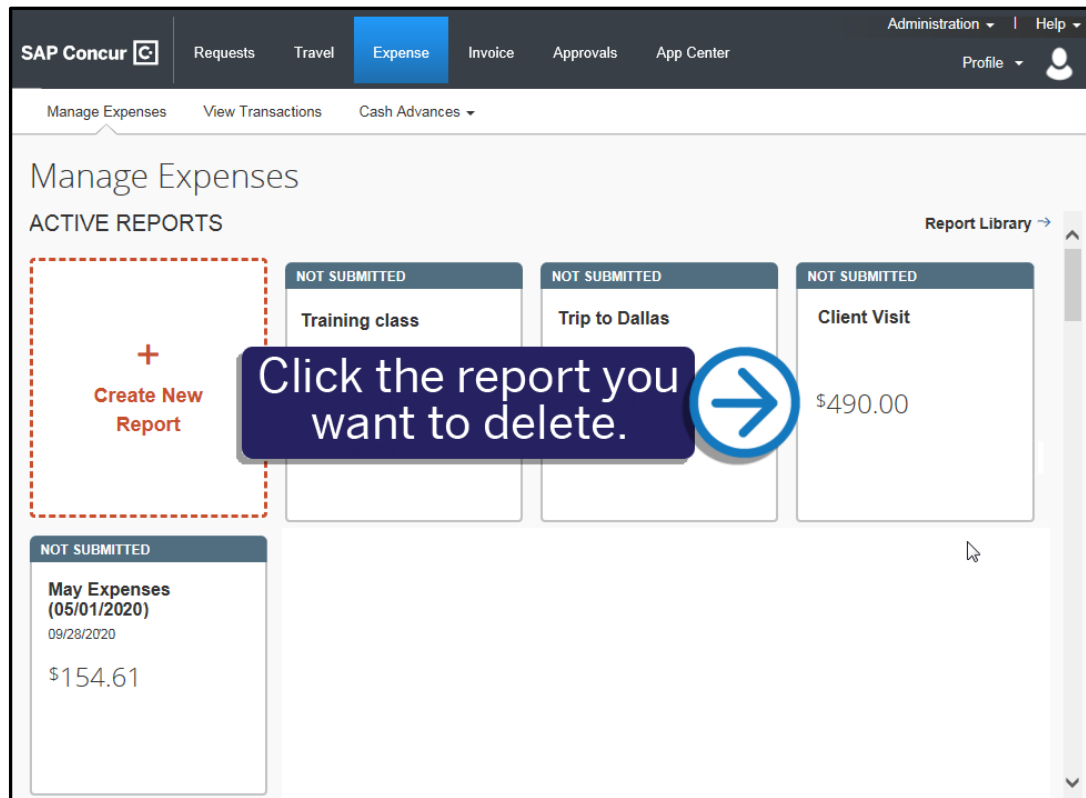 Administration | Help
SAP Concur C Requests Travel Expense Invoice Approvals App Center
Profile
Manage Expenses View Transactions Cash Advances
Manage Expenses
ACTIVE REPORTS
Report Library →
+
Create New
Report
NOT SUBMITTED
Training class
NOT SUBMITTED
Trip to Dallas
NOT SUBMITTED
Client Visit
$490.00
Click the report you
want to delete.
NOT SUBMITTED
May Expenses
(05/01/2020)
09/28/2020
$154.61